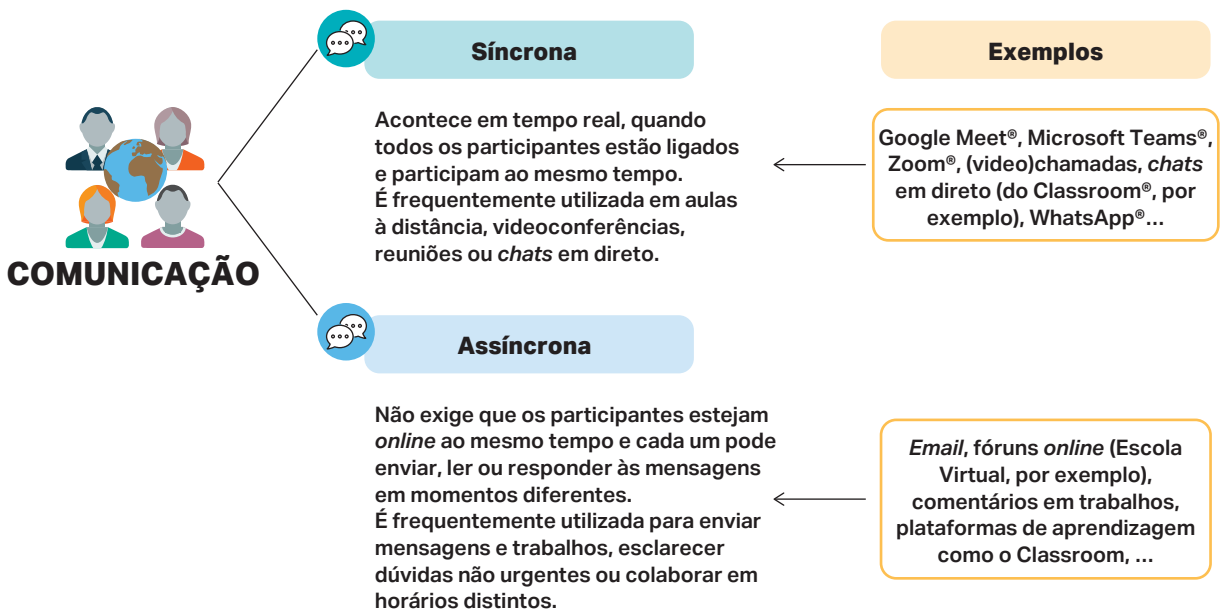 COMUNICAÇÃO
Síncrona
Acontece em tempo real, quando
todos os participantes estão ligados
e participam ao mesmo tempo.
É frequentemente utilizada em aulas
à distância, videoconferências,
reuniões ou chats em direto.
Exemplos
Google Meet®, Microsoft Teams®,
Zoom®, (video)chamadas, chats
em direto (do Classroom®, por
exemplo), WhatsApp®...
Assíncrona
Não exige que os participantes estejam
online ao mesmo tempo e cada um pode
enviar, ler ou responder às mensagens
em momentos diferentes.
É frequentemente utilizada para enviar
mensagens e trabalhos, esclarecer
dúvidas não urgentes ou colaborar em
horários distintos.
Email, fóruns online (Escola
Virtual, por exemplo),
comentários em trabalhos,
plataformas de aprendizagem
como o Classroom, ...